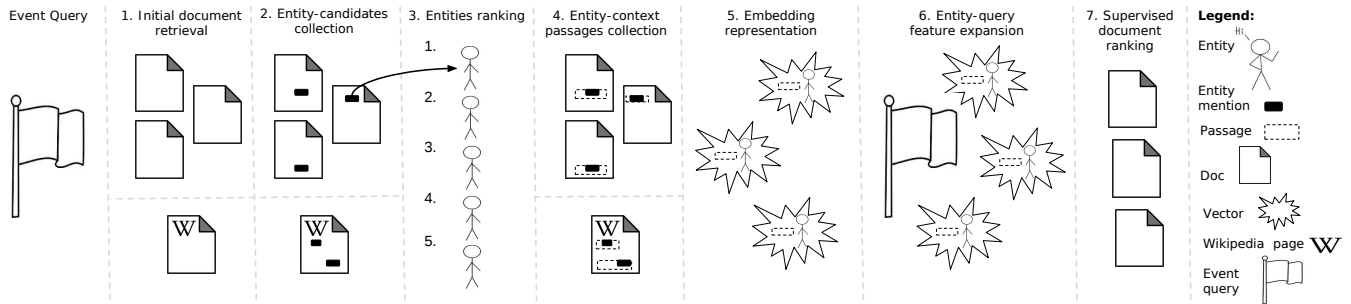 Event Query
1. Initial document
retrieval
2. Entity-candidates
collection
3. Entities ranking
1.
2.
3.
4.
5.
4. Entity-context
passages collection
5. Embedding
representation
6. Entity-query
feature expansion
7. Supervised
document
ranking
W
W
W
Legend:
Hi
Entity
Entity
mention
Passage
Doc
Vector
Wikipedia page W
Event
query